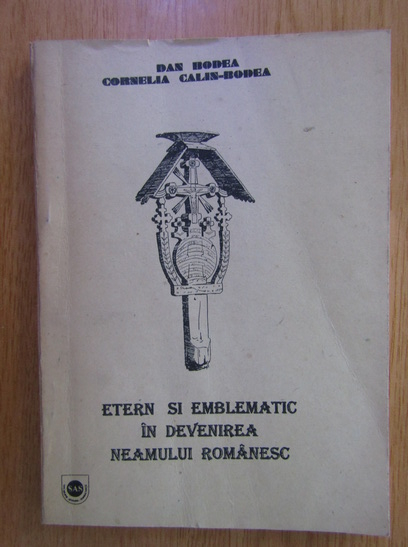 DAN BODEA
CORNELIA CALIN-BODEA
ETERN SI EMBLEMATIC
ÎN DEVENIREA
NEAMULUI ROMÂNESC
SAS